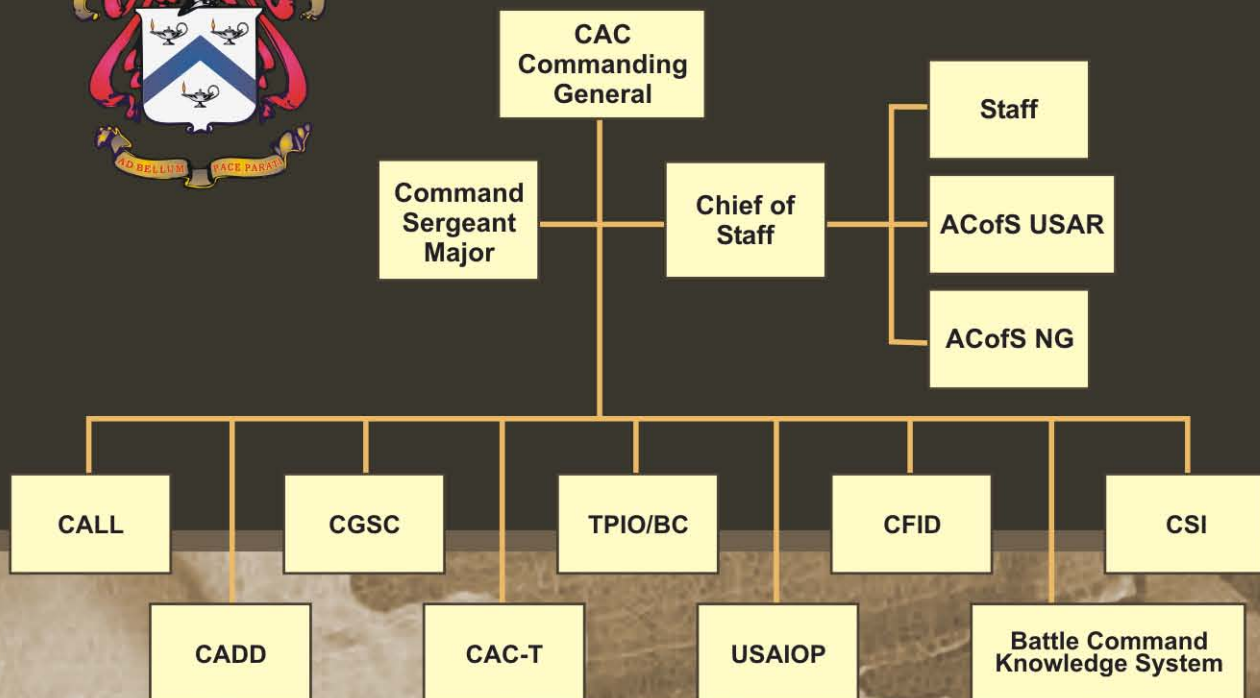 AD BELLUM PACE PARATI
CAC
Commanding
General
Staff
Command
Sergeant
Major
Chief of
Staff
ACofS USAR
ACofS NG
CALL
CGSC
TPIO/BC
CFID
CSI
CADD
CAC-T
USAIOP
Battle Command
Knowledge System